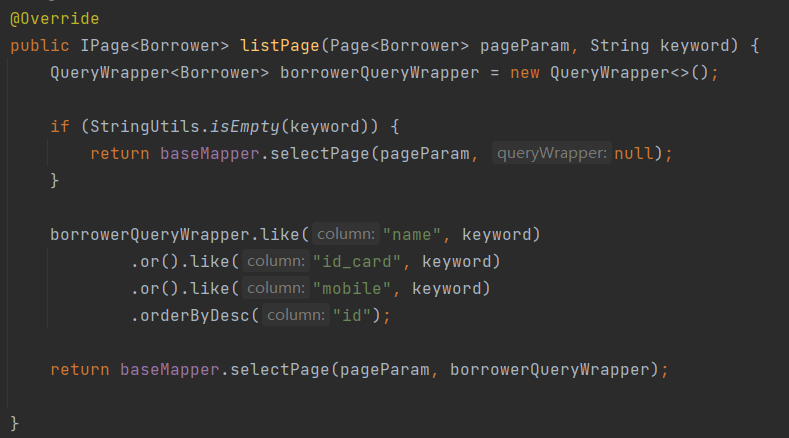 @Override
public IPage<Borrower> listPage(Page<Borrower> pageParam, String keyword) {
    QueryWrapper<Borrower> borrowerQueryWrapper = new QueryWrapper<>();
    if (StringUtils.isEmpty(keyword)) {
        return baseMapper.selectPage(pageParam, queryWrapper: null);
    }
    borrowerQueryWrapper.like( column: "name", keyword)
            .or().like( column: "id_card", keyword)
            .or().like( column: "mobile", keyword)
            .orderByDesc( column: "id");
    return baseMapper.selectPage(pageParam, borrowerQueryWrapper);
}